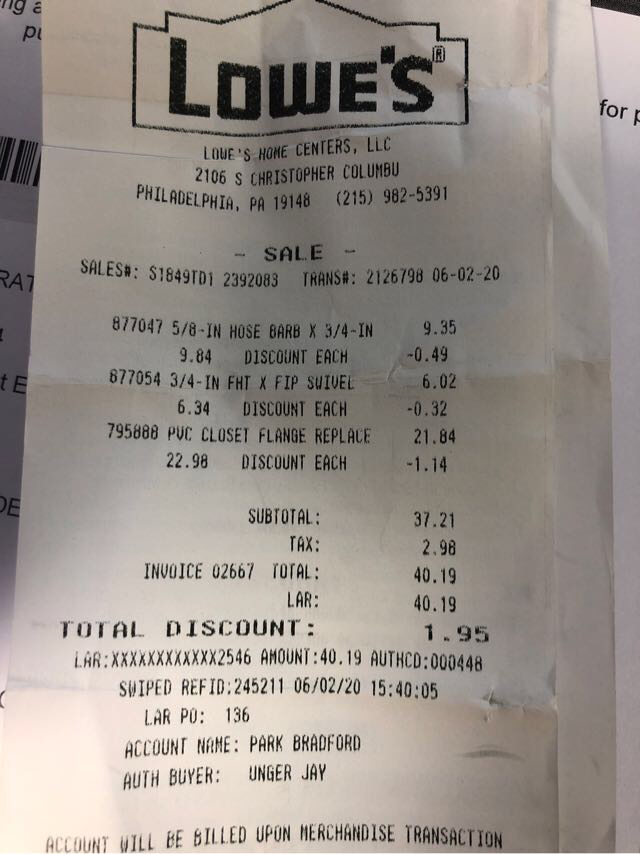 LOWE'S®
LOWE'S HOME CENTERS, LLC
2106 S CHRISTOPHER COLUMBU
PHILADELPHIA, PA 19148 (215) 982-5391
- SALE -
SALES#: S1849TD1 2392083 TRANS#: 2126798 06-02-20
877047 5/8-IN HOSE BARB X 3/4-IN 9.35
9.84 DISCOUNT EACH -0.49
877054 3/4-IN FHT X FIP SWIVEL 6.02
6.34 DISCOUNT EACH -0.32
795888 PVC CLOSET FLANGE REPLACE 21.84
22.98 DISCOUNT EACH -1.14
SUBTOTAL: 37.21
TAX: 2.98
INVOICE 02667 TOTAL: 40.19
LAR: 40.19
TOTAL DISCOUNT: 1.95
LAR:XXXXXXXXXXXX2546 AMOUNT:40.19 AUTHCD:000448
SWIPED REFID:245211 06/02/20 15:40:05
LAR PO: 136
ACCOUNT NAME: PARK BRADFORD
AUTH BUYER: UNGER JAY
ACCOUNT WILL BE BILLED UPON MERCHANDISE TRANSACTION